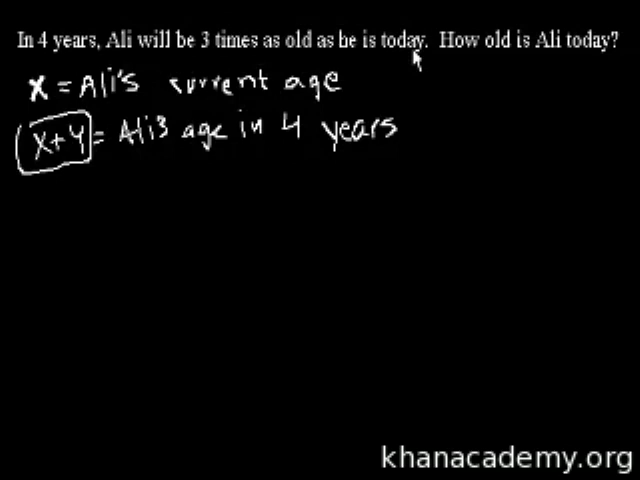 In 4 years, Ali will be 3 times as old as he is today. How old is Ali today?
x = Ali's current age
x+4 = Ali's age in 4 years
khanacademy.org